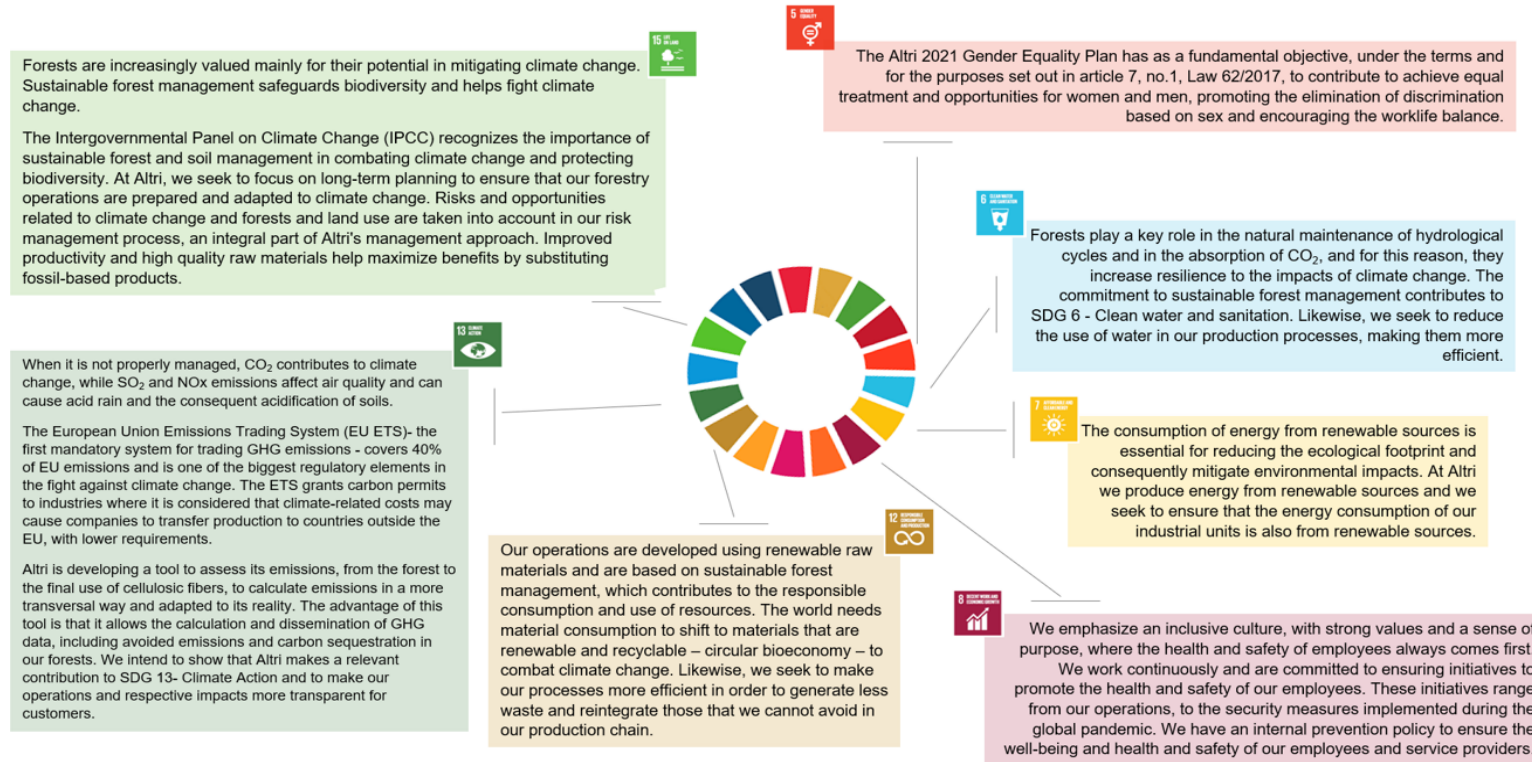 15 LIFE
ON LAND
Forests are increasingly valued mainly for their potential in mitigating climate change.
Sustainable forest management safeguards biodiversity and helps fight climate
change.
The Intergovernmental Panel on Climate Change (IPCC) recognizes the importance of
sustainable forest and soil management in combating climate change and protecting
biodiversity. At Altri, we seek to focus on long-term planning to ensure that our forestry
operations are prepared and adapted to climate change. Risks and opportunities
related to climate change and forests and land use are taken into account in our risk
management process, an integral part of Altri's management approach. Improved
productivity and high quality raw materials help maximize benefits by substituting
fossil-based products.
5 GENDER
EQUALITY
The Altri 2021 Gender Equality Plan has as a fundamental objective, under the terms and
for the purposes set out in article 7, no.1, Law 62/2017, to contribute to achieve equal
treatment and opportunities for women and men, promoting the elimination of discrimination
based on sex and encouraging the worklife balance.
6 CLEAN WATER
AND SANITATION
Forests play a key role in the natural maintenance of hydrological
cycles and in the absorption of CO₂, and for this reason, they
increase resilience to the impacts of climate change. The
commitment to sustainable forest management contributes to
SDG 6 - Clean water and sanitation. Likewise, we seek to reduce
the use of water in our production processes, making them more
efficient.
13 CLIMATE
ACTION
When it is not properly managed, CO₂ contributes to climate
change, while SO₂ and NOx emissions affect air quality and can
cause acid rain and the consequent acidification of soils.
The European Union Emissions Trading System (EU ETS)- the
first mandatory system for trading GHG emissions - covers 40%
of EU emissions and is one of the biggest regulatory elements in
the fight against climate change. The ETS grants carbon permits
to industries where it is considered that climate-related costs may
cause companies to transfer production to countries outside the
EU, with lower requirements.
Altri is developing a tool to assess its emissions, from the forest to
the final use of cellulosic fibers, to calculate emissions in a more
transversal way and adapted to its reality. The advantage of this
tool is that it allows the calculation and dissemination of GHG
data, including avoided emissions and carbon sequestration in
our forests. We intend to show that Altri makes a relevant
contribution to SDG 13- Climate Action and to make our
operations and respective impacts more transparent for
customers.
7 AFFORDABLE AND
CLEAN ENERGY
The consumption of energy from renewable sources is
essential for reducing the ecological footprint and
consequently mitigate environmental impacts. At Altri
we produce energy from renewable sources and we
seek to ensure that the energy consumption of our
industrial units is also from renewable sources.
12 RESPONSIBLE
CONSUMPTION
AND PRODUCTION
Our operations are developed using renewable raw
materials and are based on sustainable forest
management, which contributes to the responsible
consumption and use of resources. The world needs
material consumption to shift to materials that are
renewable and recyclable – circular bioeconomy – to
combat climate change. Likewise, we seek to make
our processes more efficient in order to generate less
waste and reintegrate those that we cannot avoid in
our production chain.
8 DECENT WORK AND
ECONOMIC GROWTH
We emphasize an inclusive culture, with strong values and a sense of
purpose, where the health and safety of employees always comes first.
We work continuously and are committed to ensuring initiatives to
promote the health and safety of our employees. These initiatives range
from our operations, to the security measures implemented during the
global pandemic. We have an internal prevention policy to ensure the
well-being and health and safety of our employees and service providers